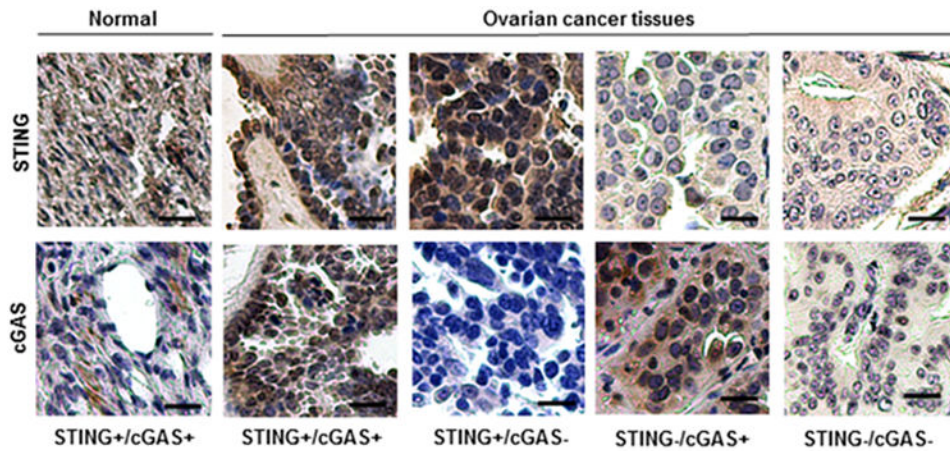 Normal
Ovarian cancer tissues
STING
cGAS
STING+/cGAS+
STING+/cGAS+
STING+/cGAS-
STING-/cGAS+
STING-/cGAS-